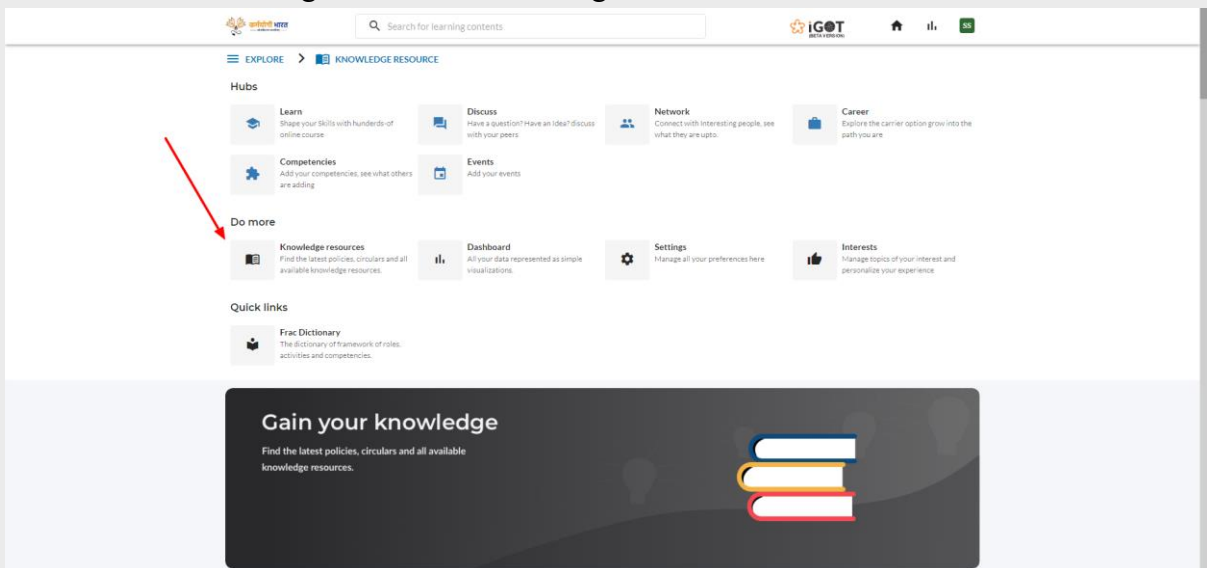 कर्मयोगी भारत
Search for learning contents
iGOT
(BETA VERSION)
SS
EXPLORE
KNOWLEDGE RESOURCE
Hubs
Learn
Shape your Skills with hunderds of
online course
Discuss
Have a question? Have an Idea? discuss
with your peers
Network
Connect with Interesting people, see
what they are upto.
Career
Explore the carrier option grow into the
path you are
Competencies
Add your competencies, see what others
are adding
Events
Add your events
Do more
Knowledge resources
Find the latest policies, circulars and all
available knowledge resources.
Dashboard
All your data represented as simple
visualizations.
Settings
Manage all your preferences here
Interests
Manage topics of your interest and
personalize your experience
Quick links
Frac Dictionary
The dictionary of framework of roles,
activities and competencies.
Gain your knowledge
Find the latest policies, circulars and all available
knowledge resources.